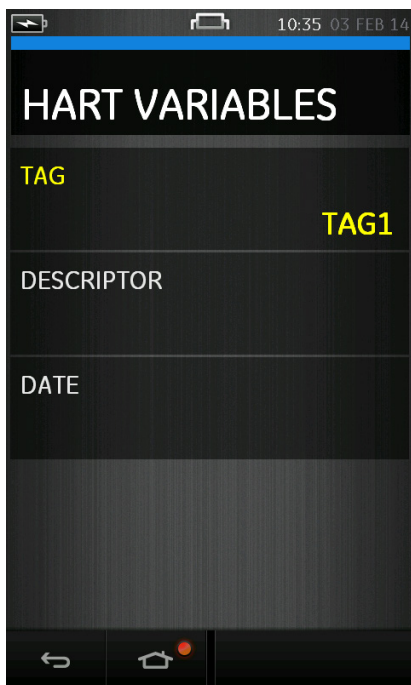 10:35 03 FEB 14
HART VARIABLES
TAG
TAG1
DESCRIPTOR
DATE